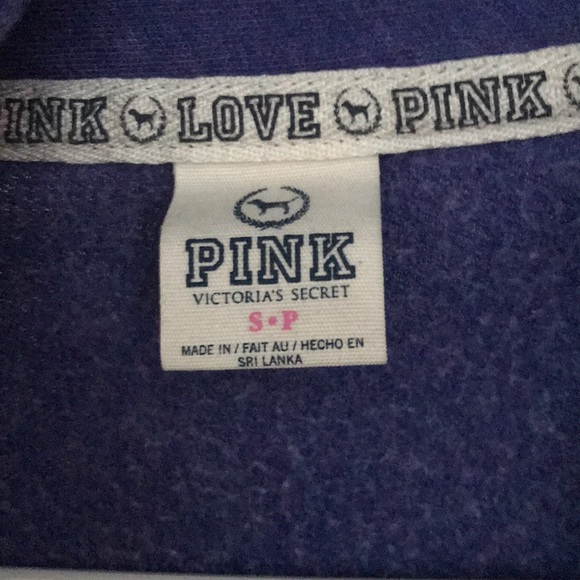 INK LOVE PINK
PINK
VICTORIA'S SECRET
S•P
MADE IN / FAIT AU / HECHO EN
SRI LANKA